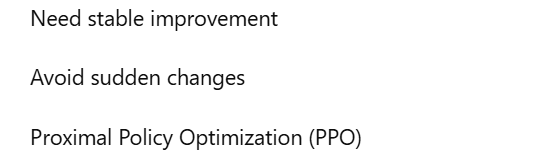 Need stable improvement
Avoid sudden changes
Proximal Policy Optimization (PPO)